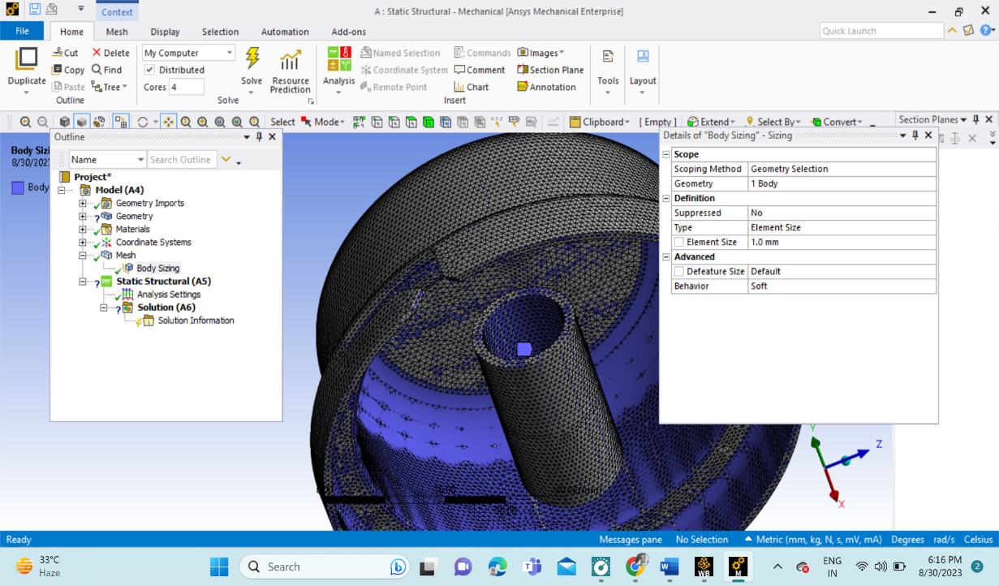 A : Static Structural - Mechanical [Ansys Mechanical Enterprise]
Context
File Home Mesh Display Selection Automation Add-ons
Quick Launch
Duplicate
Cut Delete
Copy Find
Paste Tree
Outline
My Computer
Distributed
Cores 4
Solve
Resource
Prediction
Solve
Analysis
Named Selection Commands Images
Coordinate System Comment Section Plane
Remote Point Chart Annotation
Insert
Tools
Layout
Select Mode Clipboard [ Empty ] Extend Select By Convert
Section Planes
Body Sizi
8/30/202
Body
Outline
Name Search Outline
Project*
Model (A4)
Geometry Imports
Geometry
Materials
Coordinate Systems
Mesh
Body Sizing
Static Structural (A5)
Analysis Settings
Solution (A6)
Solution Information
Details of "Body Sizing" - Sizing
Scope
Scoping Method Geometry Selection
Geometry 1 Body
Definition
Suppressed No
Type Element Size
Element Size 1.0 mm
Advanced
Defeature Size Default
Behavior Soft
Y
Z
X
Ready
Messages pane No Selection Metric (mm, kg, N, s, mV, mA) Degrees rad/s Celsius
33°C
Haze
Search
WB
M
ENG
IN
6:16 PM
8/30/2023
2